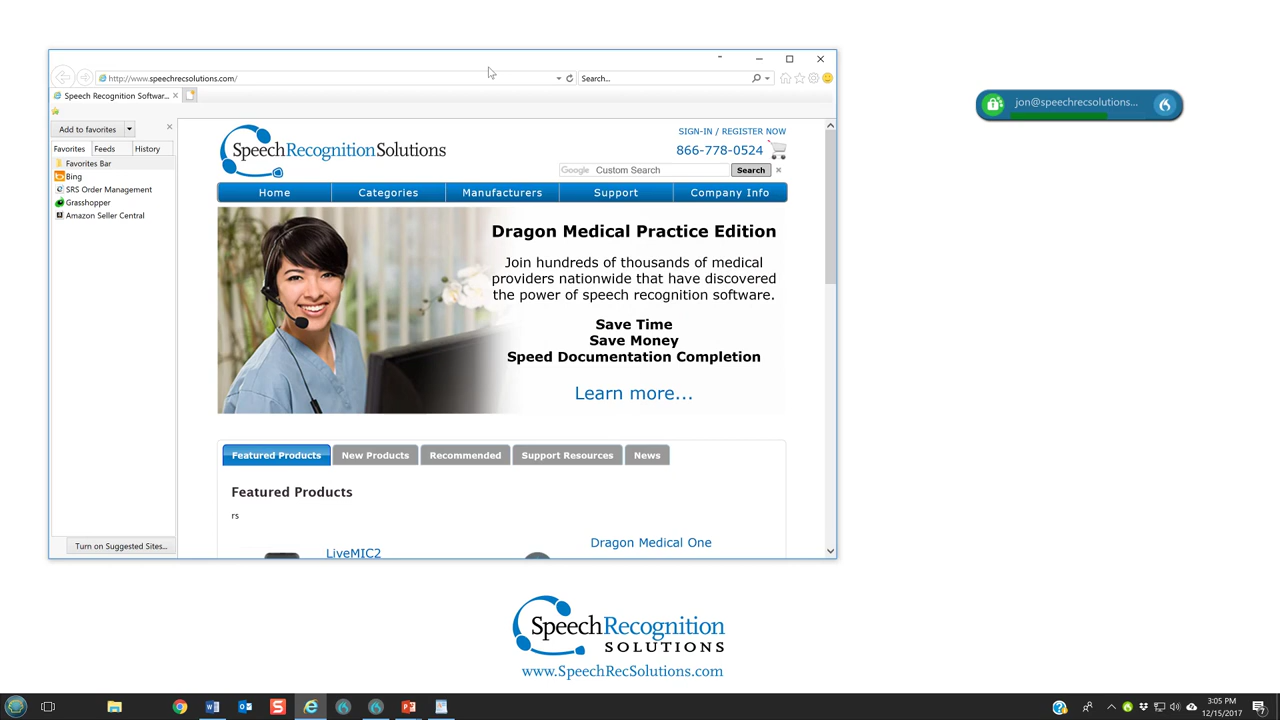 http://www.speechrecsolutions.com/
Search...
Speech Recognition Softwar...
Add to favorites
Favorites
Feeds
History
Favorites Bar
Bing
SRS Order Management
Grasshopper
Amazon Seller Central
Turn on Suggested Sites...
SpeechRecognitionSolutions
SIGN-IN / REGISTER NOW
866-778-0524
Google Custom Search
Search
Home
Categories
Manufacturers
Support
Company Info
Dragon Medical Practice Edition
Join hundreds of thousands of medical
providers nationwide that have discovered
the power of speech recognition software.
Save Time
Save Money
Speed Documentation Completion
Learn more...
Featured Products
New Products
Recommended
Support Resources
News
Featured Products
rs
LiveMIC2
Dragon Medical One
jon@speechrecsolutions...
SpeechRecognition
SOLUTIONS
www.SpeechRecSolutions.com
3:05 PM
12/15/2017